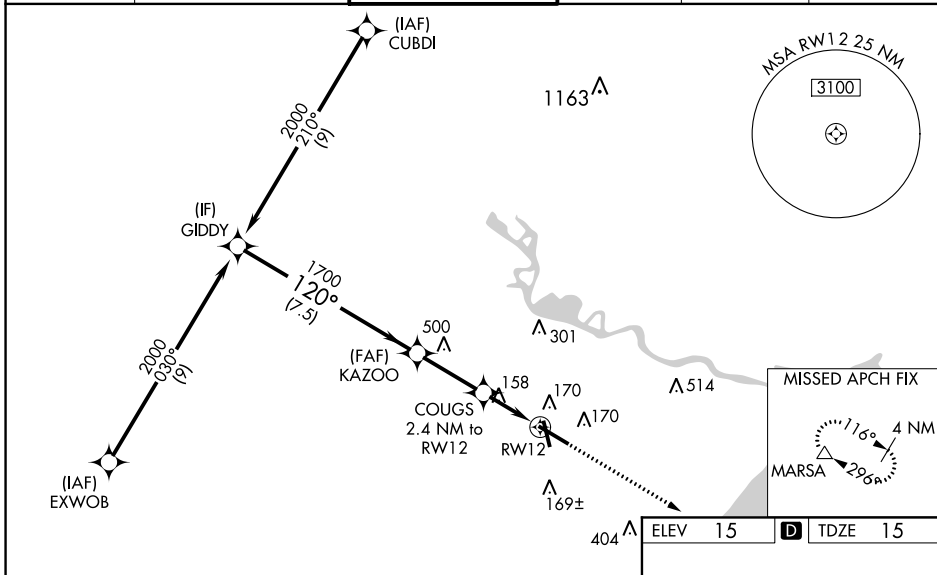 (IAF)
CUBDI
MSA RW12 25 NM
3100
1163
2000
210°
(9)
(IF)
GIDDY
1700
120°
(7.5)
500
301
(FAF)
KAZOO
2000
030°
(9)
158
514
MISSED APCH FIX
COUGS
2.4 NM to
RW12
170
170
RW12
116°
4 NM
MARSA
296°
(IAF)
EXWOB
169±
404
ELEV 15 D TDZE 15